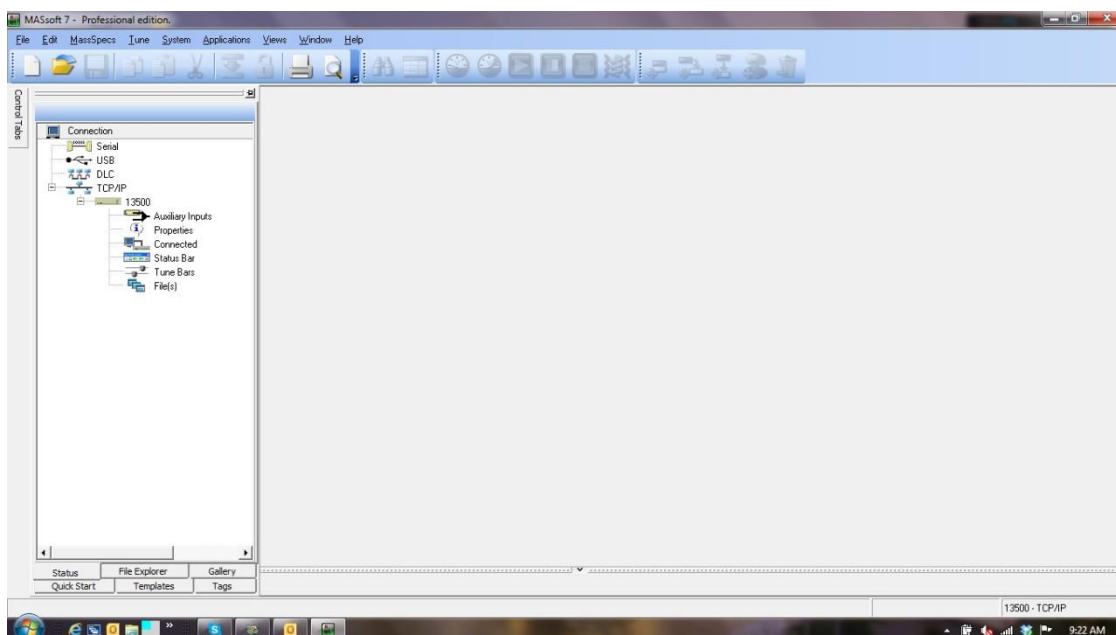 MASsoft 7 - Professional edition.
File Edit MassSpecs Tune System Applications Views Window Help
Control Tabs
Connection
Serial
USB
DLC
TCP/IP
13500
Auxiliary Inputs
Properties
Connected
Status Bar
Tune Bars
File(s)
Status File Explorer Gallery
Quick Start Templates Tags
13500 - TCP/IP
9:22 AM